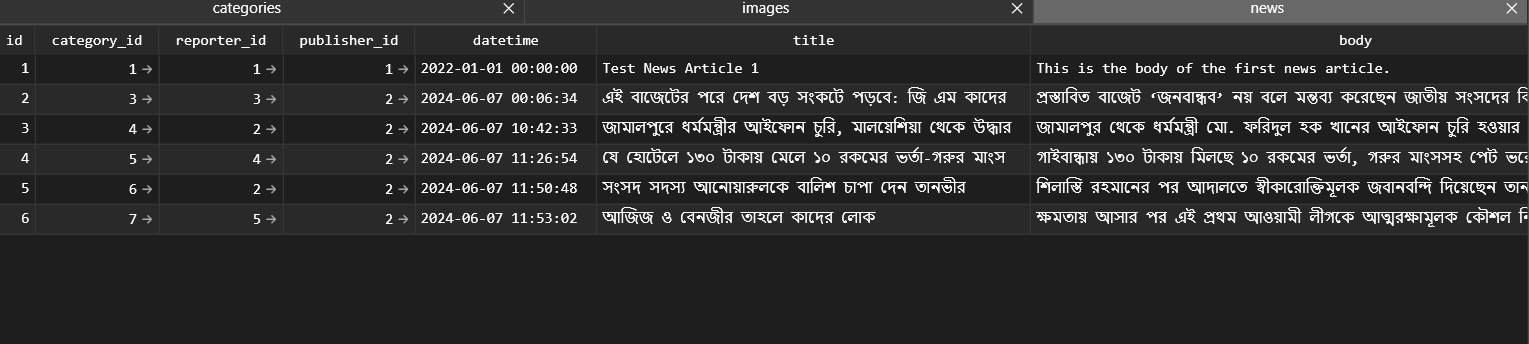 categories × images × news ×
id category_id reporter_id publisher_id datetime title body
1 1 → 1 → 1 → 2022-01-01 00:00:00 Test News Article 1 This is the body of the first news article.
2 3 → 3 → 2 → 2024-06-07 00:06:34 এই বাজেটের পরে দেশ বড় সংকটে পড়বে: জি এম কাদের প্রস্তাবিত বাজেট ‘জনবান্ধব’ নয় বলে মন্তব্য করেছেন জাতীয় সংসদের
3 4 → 2 → 2 → 2024-06-07 10:42:33 জামালপুরে ধর্মমন্ত্রীর আইফোন চুরি, মালয়েশিয়া থেকে উদ্ধার জামালপুর থেকে ধর্মমন্ত্রী মো. ফরিদুল হক খানের আইফোন চুরি হওয়ার
4 5 → 4 → 2 → 2024-06-07 11:26:54 যে হোটেলে ১৩০ টাকায় মেলে ১০ রকমের ভর্তা-গরুর মাংস গাইবান্ধায় ১৩০ টাকায় মিলছে ১০ রকমের ভর্তা, গরুর মাংসসহ পেট
5 6 → 2 → 2 → 2024-06-07 11:50:48 সংসদ সদস্য আনোয়ারুলকে বালিশ চাপা দেন তানভীর শিলাস্তি রহমানের পর আদালতে স্বীকারোক্তিমূলক জবানবন্দি দিয়েছেন
6 7 → 5 → 2 → 2024-06-07 11:53:02 আজিজ ও বেনজীর তাহলে কাদের লোক ক্ষমতায় আসার পর এই প্রথম আওয়ামী লীগকে আত্মরক্ষামূলক কৌশল